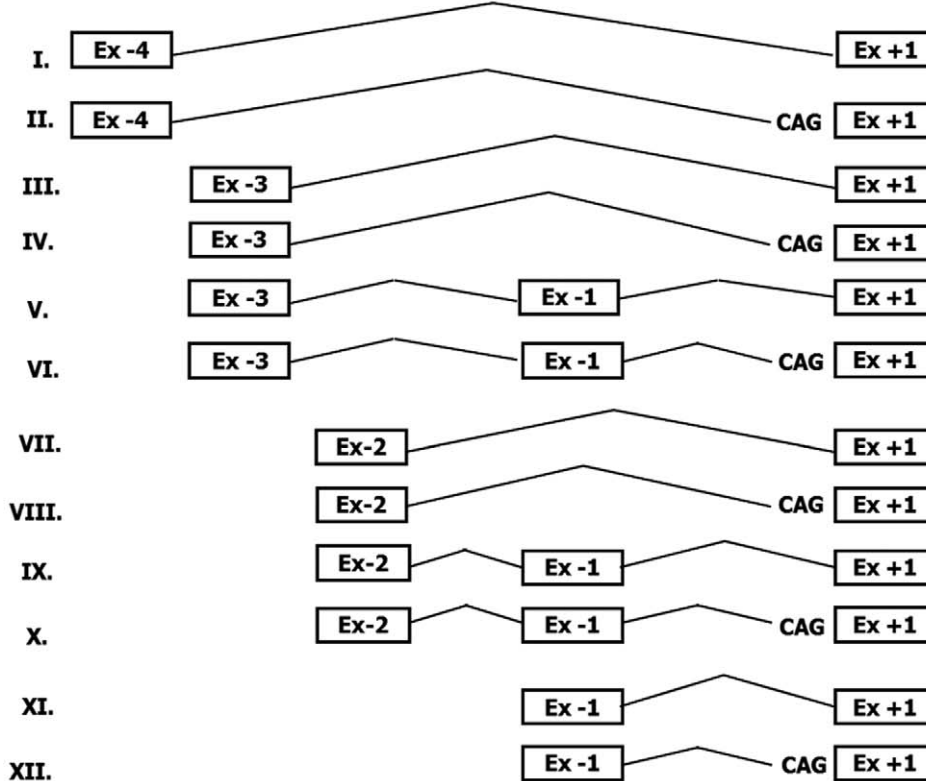 I. Ex -4 Ex +1
II. Ex -4 CAG Ex +1
III. Ex -3 Ex +1
IV. Ex -3 CAG Ex +1
V. Ex -3 Ex -1 Ex +1
VI. Ex -3 Ex -1 CAG Ex +1
VII. Ex-2 Ex +1
VIII. Ex-2 CAG Ex +1
IX. Ex-2 Ex -1 Ex +1
X. Ex-2 Ex -1 CAG Ex +1
XI. Ex -1 Ex +1
XII. Ex -1 CAG Ex +1